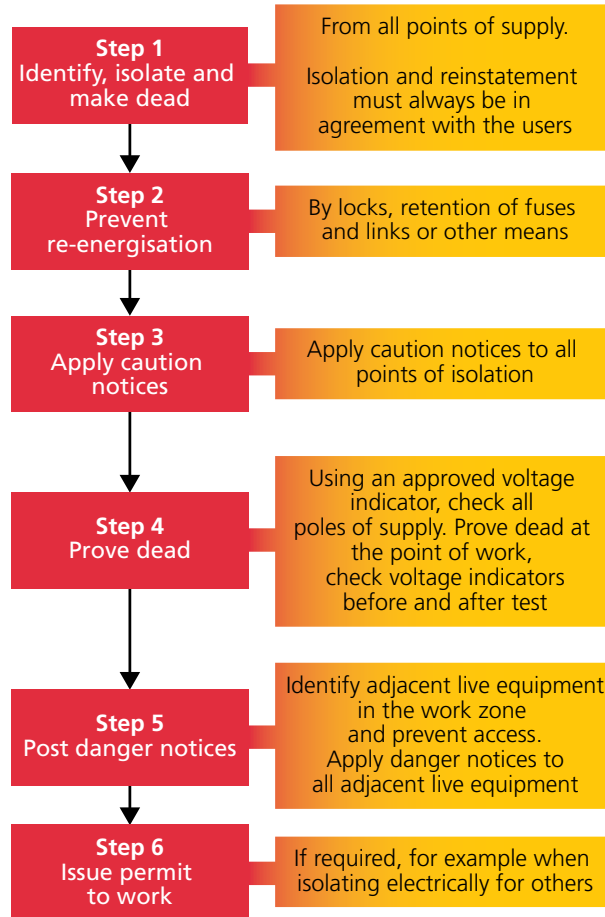 Step 1
Identify, isolate and
make dead
From all points of supply.
Isolation and reinstatement
must always be in
agreement with the users
Step 2
Prevent
re-energisation
By locks, retention of fuses
and links or other means
Step 3
Apply caution
notices
Apply caution notices to all
points of isolation
Step 4
Prove dead
Using an approved voltage
indicator, check all
poles of supply. Prove dead at
the point of work,
check voltage indicators
before and after test
Step 5
Post danger notices
Identify adjacent live equipment
in the work zone
and prevent access.
Apply danger notices to
all adjacent live equipment
Step 6
Issue permit
to work
If required, for example when
isolating electrically for others